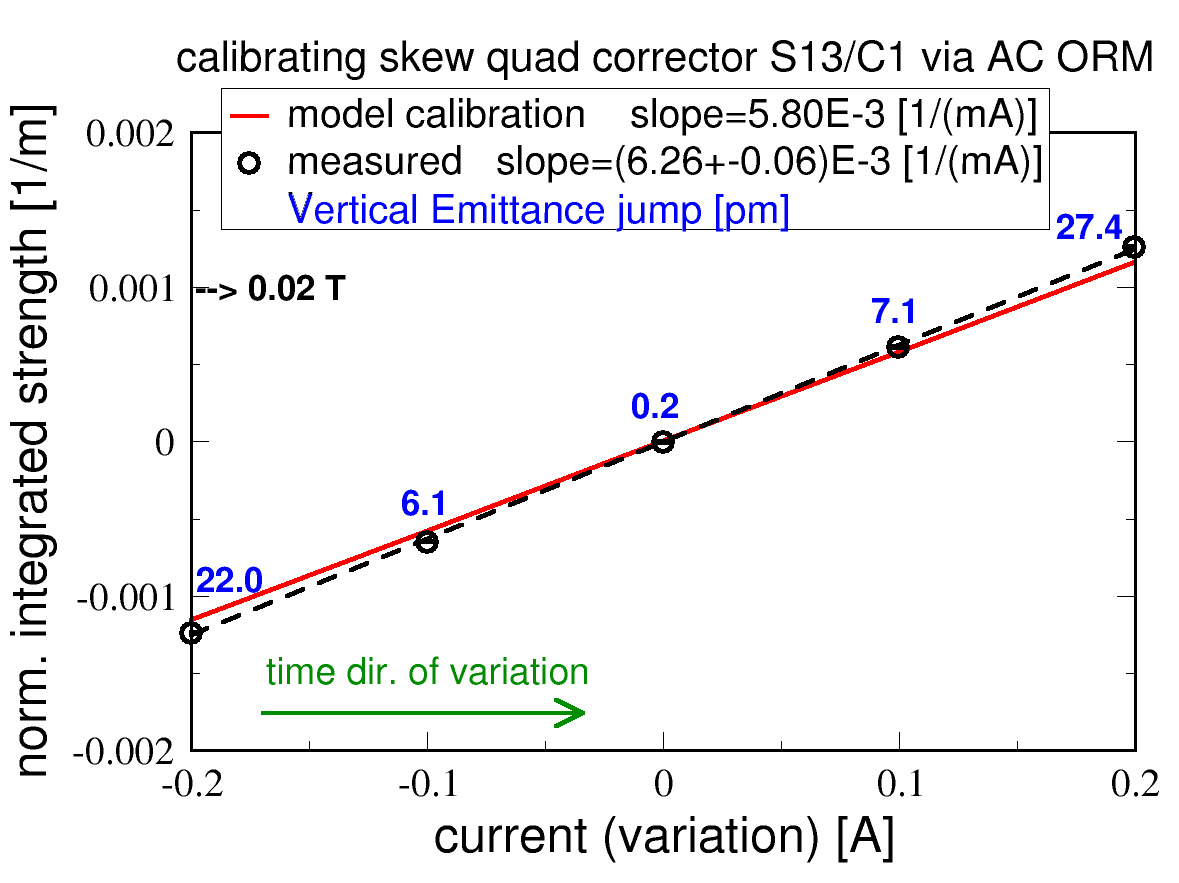 calibrating skew quad corrector S13/C1 via AC ORM
model calibration slope=5.80E-3 [1/(mA)]
measured slope=(6.26+-0.06)E-3 [1/(mA)]
Vertical Emittance jump [pm]
norm. integrated strength [1/m]
0.002
0.001
0
-0.001
-0.002
--> 0.02 T
27.4
7.1
0.2
6.1
22.0
time dir. of variation
-0.2
-0.1
0
0.1
0.2
current (variation) [A]